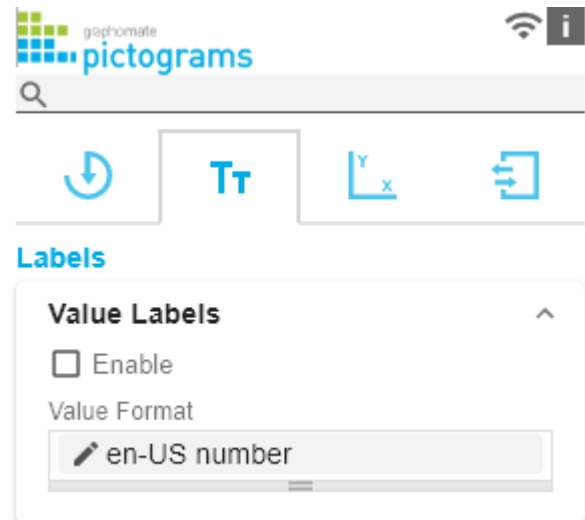 graphomate
pictograms
i
Tт
Y
x
Labels
Value Labels
Enable
Value Format
en-US number